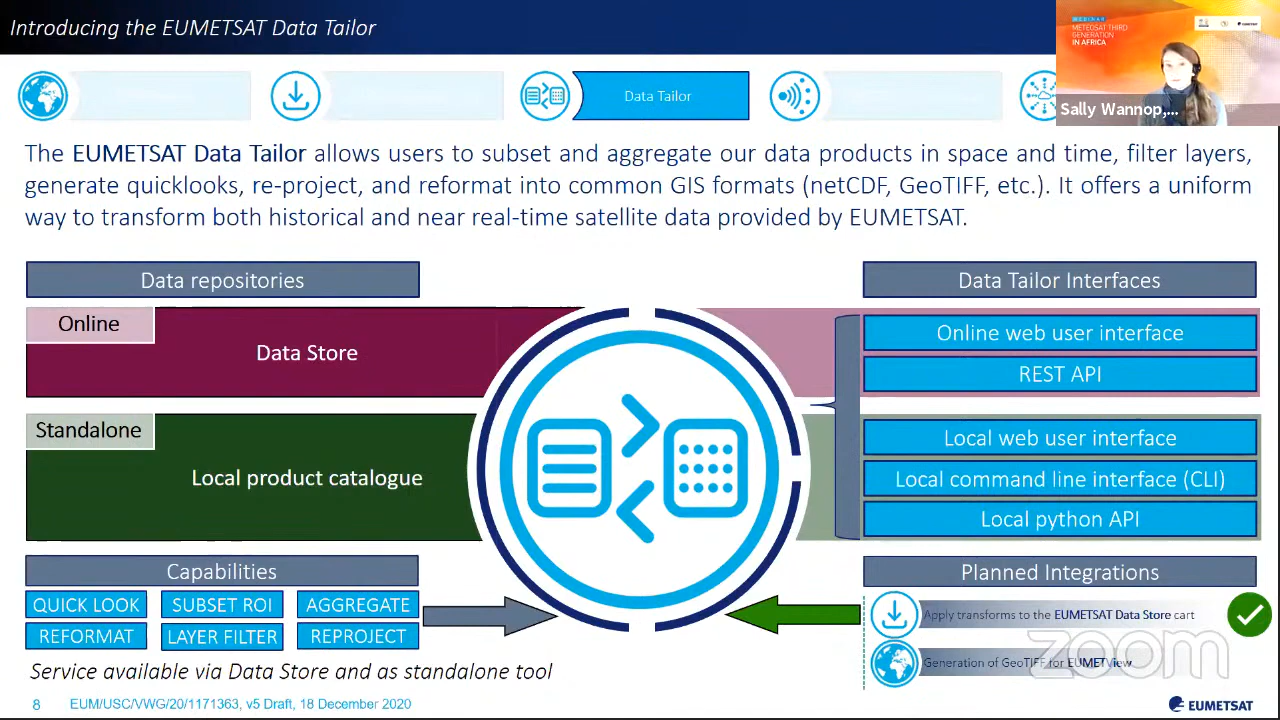 Introducing the EUMETSAT Data Tailor
WEBINAR
METEOSAT THIRD
GENERATION
IN AFRICA
Sally Wannop,...
Data Tailor
The EUMETSAT Data Tailor allows users to subset and aggregate our data products in space and time, filter layers,
generate quicklooks, re-project, and reformat into common GIS formats (netCDF, GeoTIFF, etc.). It offers a uniform
way to transform both historical and near real-time satellite data provided by EUMETSAT.
Data repositories
Data Tailor Interfaces
Online
Data Store
Online web user interface
REST API
Standalone
Local product catalogue
Local web user interface
Local command line interface (CLI)
Local python API
Capabilities
QUICK LOOK
SUBSET ROI
AGGREGATE
REFORMAT
LAYER FILTER
REPROJECT
Planned Integrations
Apply transforms to the EUMETSAT Data Store cart
Generation of GeoTIFF for EUMETView
zoom
Service available via Data Store and as standalone tool
8
EUM/USC/VWG/20/1171363, v5 Draft, 18 December 2020
EUMETSAT